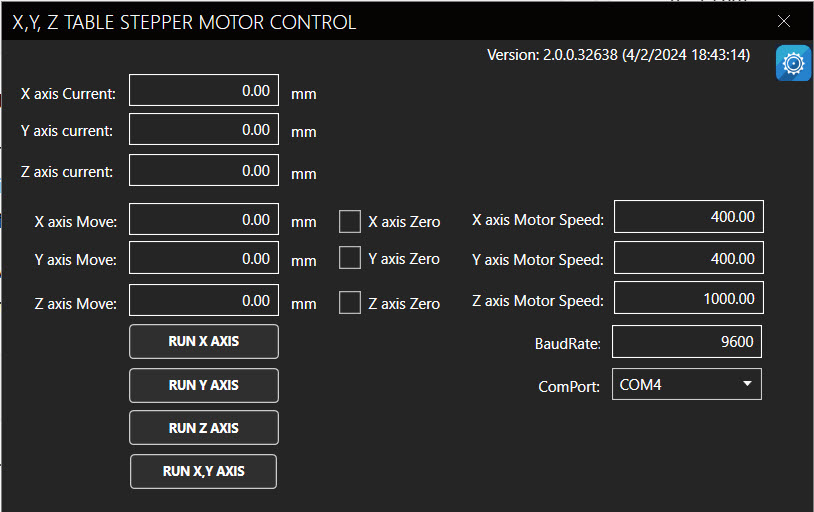 X,Y, Z TABLE STEPPER MOTOR CONTROL
Version: 2.0.0.32638 (4/2/2024 18:43:14)
X axis Current: 0.00 mm
Y axis current: 0.00 mm
Z axis current: 0.00 mm
X axis Move: 0.00 mm X axis Zero X axis Motor Speed: 400.00
Y axis Move: 0.00 mm Y axis Zero Y axis Motor Speed: 400.00
Z axis Move: 0.00 mm Z axis Zero Z axis Motor Speed: 1000.00
RUN X AXIS BaudRate: 9600
RUN Y AXIS ComPort: COM4
RUN Z AXIS
RUN X,Y AXIS